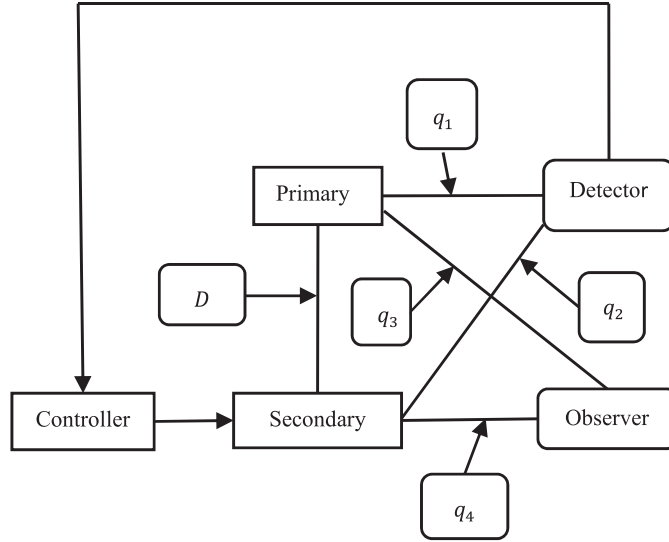 q₁
Primary
Detector
D
q₃
q₂
Controller
Secondary
Observer
q₄